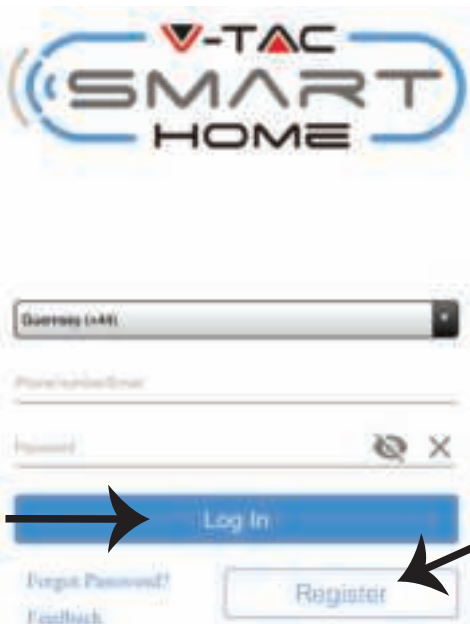 V-TAC
SMART
HOME
Guernsey (+44)
Phone number/Email
Password
Log In
Forgot Password?
Register
Feedback